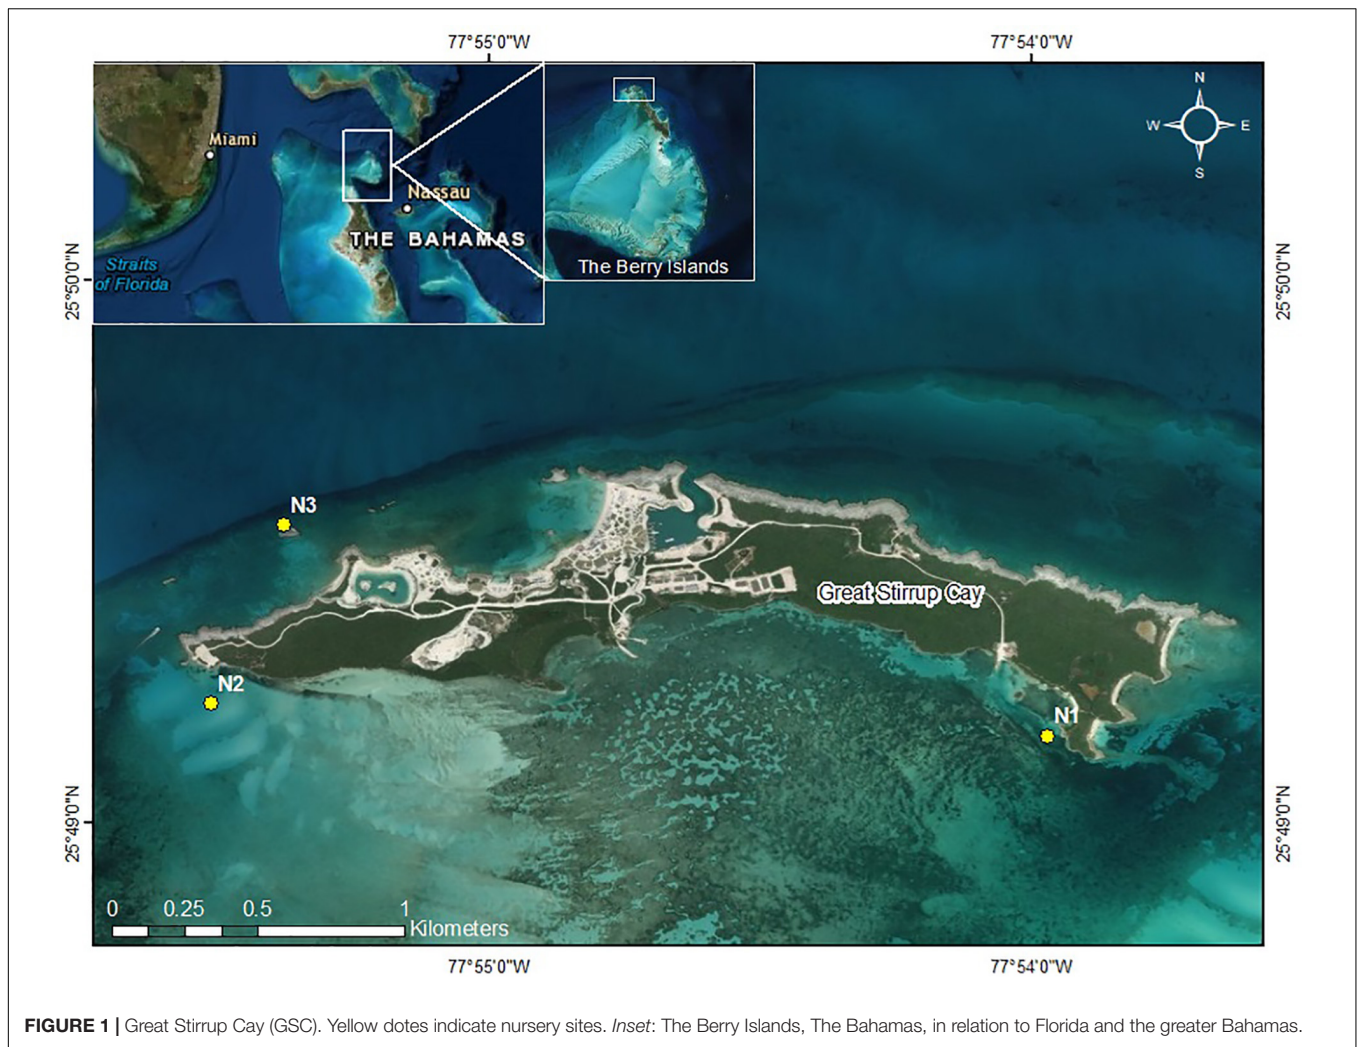 77°55'0"W 77°54'0"W
N
W E
S
Miami
Nassau
THE BAHAMAS
Straits
of Florida
The Berry Islands
25°50'0"N 25°50'0"N
N3
Great Stirrup Cay
N2
N1
25°49'0"N 25°49'0"N
0 0.25 0.5 1
Kilometers
77°55'0"W 77°54'0"W
FIGURE 1 | Great Stirrup Cay (GSC). Yellow dotes indicate nursery sites. Inset: The Berry Islands, The Bahamas, in relation to Florida and the greater Bahamas.